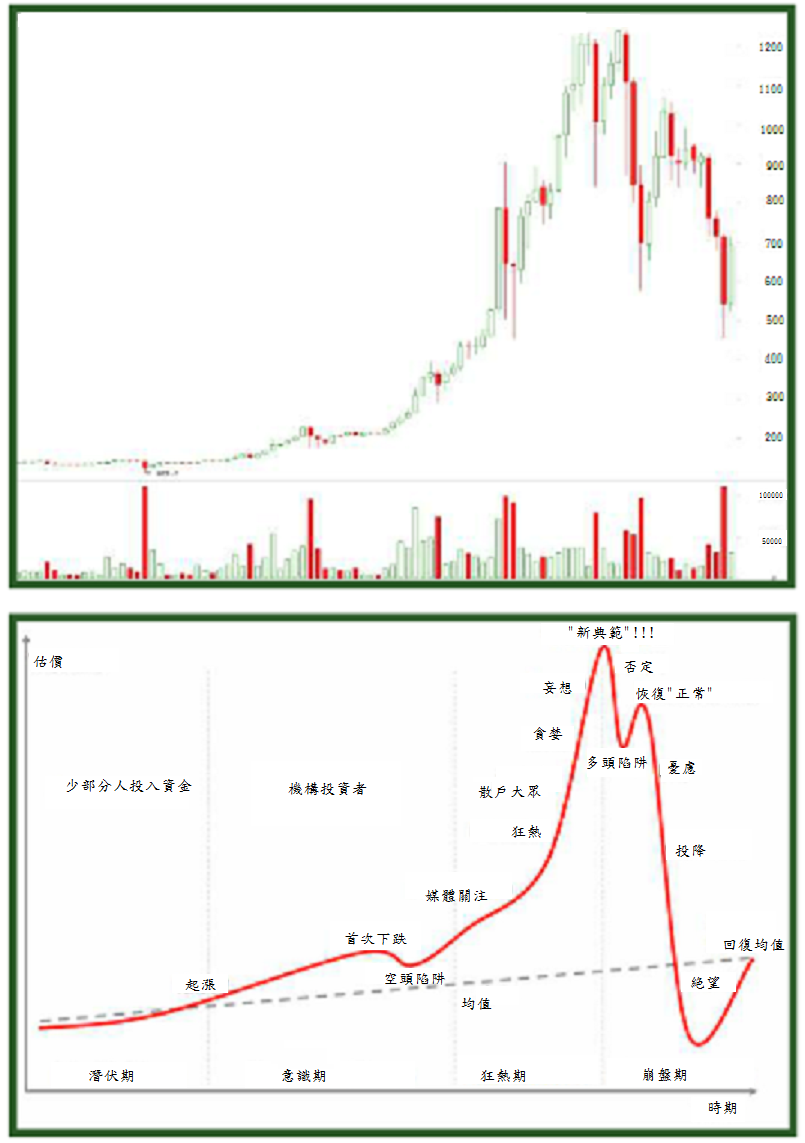 1200
1100
1000
900
800
700
600
500
400
300
200
100000
50000
"新典範"!!!
估價
否定
妄想
恢復"正常"
貪婪
多頭陷阱
憂慮
少部分人投入資金
機構投資者
散戶大眾
狂熱
投降
媒體關注
首次下跌
回復均值
空頭陷阱
起漲
絕望
均值
潛伏期
意識期
狂熱期
崩盤期
時期